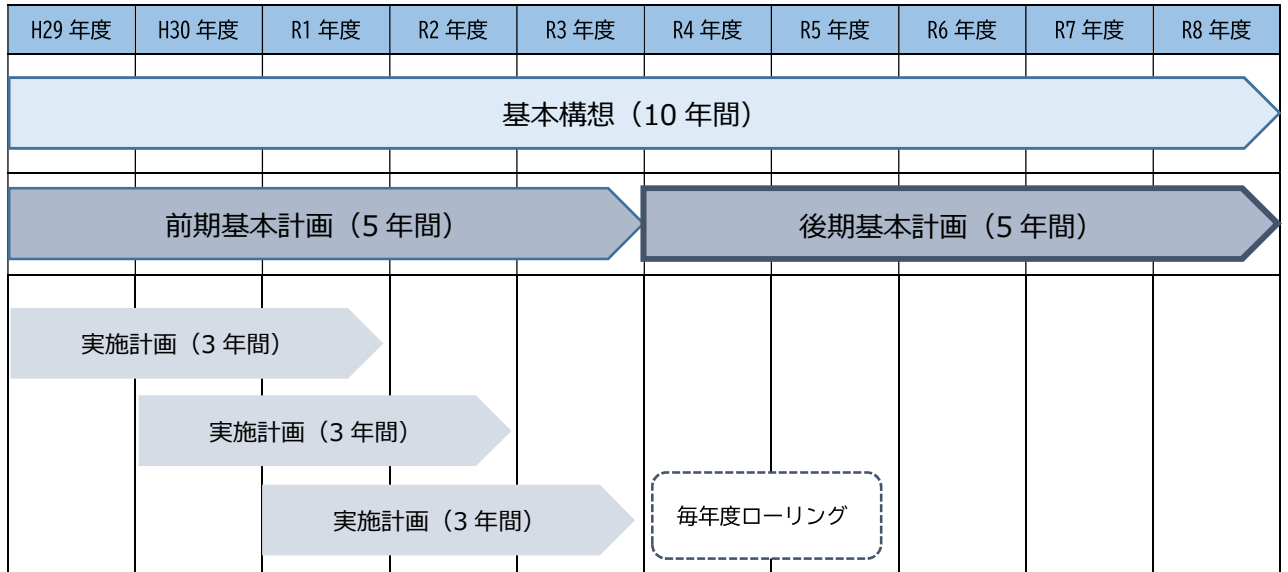 H29 年度 H30 年度 R1 年度 R2 年度 R3 年度 R4 年度 R5 年度 R6 年度 R7 年度 R8 年度
基本構想（10 年間）
前期基本計画（5 年間） 後期基本計画（5 年間）
実施計画（3 年間）
実施計画（3 年間）
実施計画（3 年間） 毎年度ローリング